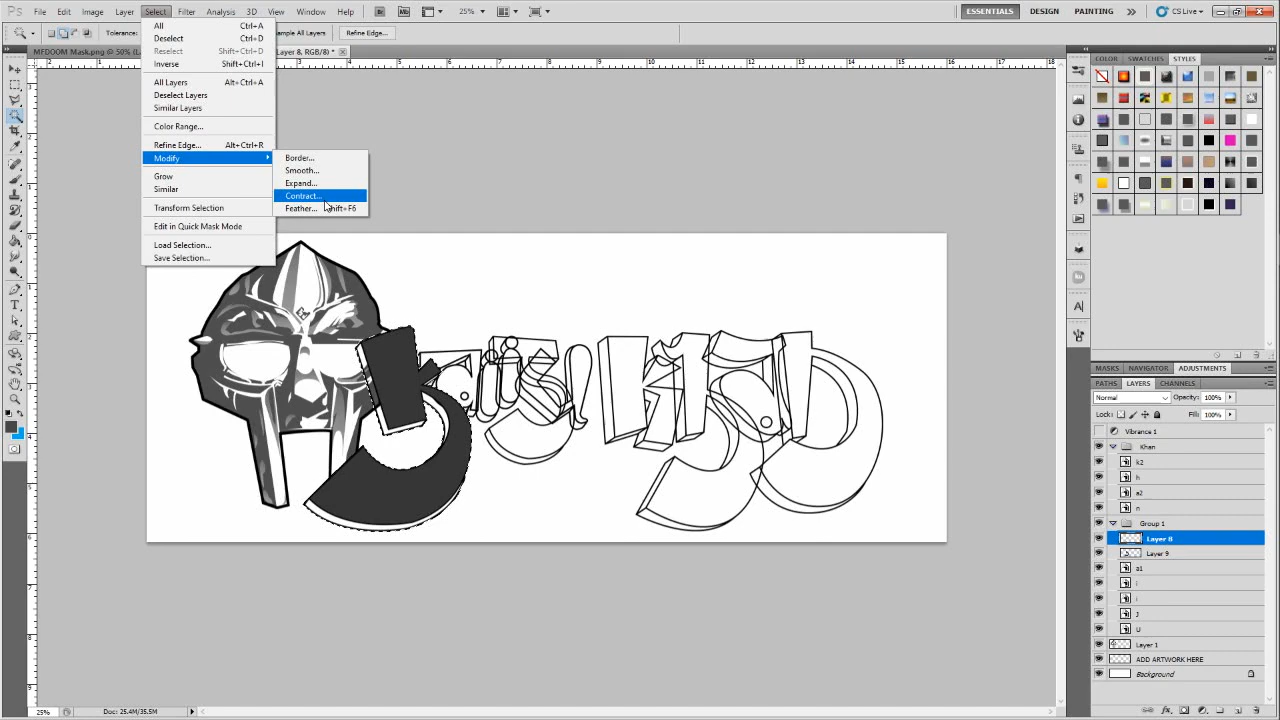 Ps File Edit Image Layer Select Filter Analysis 3D View Window Help 25% ESSENTIALS DESIGN PAINTING CS Live
Tolerance: Sample All Layers Refine Edge...
MFDOOM Mask.png @ 50% (L Layer 8, RGB/8) *
All Ctrl+A
Deselect Ctrl+D
Reselect Shift+Ctrl+D
Inverse Shift+Ctrl+I
All Layers Alt+Ctrl+A
Deselect Layers
Similar Layers
Color Range...
Refine Edge... Alt+Ctrl+R
Modify
Grow
Similar
Transform Selection
Edit in Quick Mask Mode
Load Selection...
Save Selection...
Border...
Smooth...
Expand...
Contract...
Feather... Shift+F6
COLOR SWATCHES STYLES
MASKS NAVIGATOR ADJUSTMENTS
PATHS LAYERS CHANNELS
Normal Opacity: 100%
Lock: Fill: 100%
Vibrance 1
Khan
k2
h
a2
n
Group 1
Layer 8
Layer 9
a1
i
i
J
U
Layer 1
ADD ARTWORK HERE
Background
25% Doc: 25.4M/35.5M